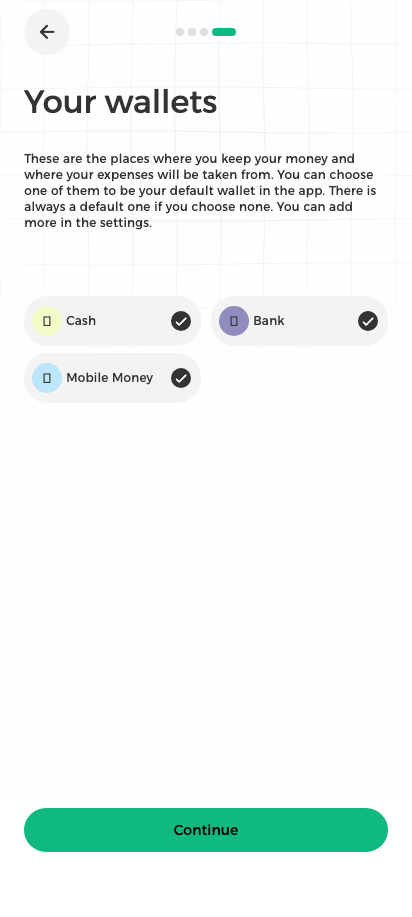 Your wallets
These are the places where you keep your money and
where your expenses will be taken from. You can choose
one of them to be your default wallet in the app. There is
always a default one if you choose none. You can add
more in the settings.
Cash
Bank
Mobile Money
Continue